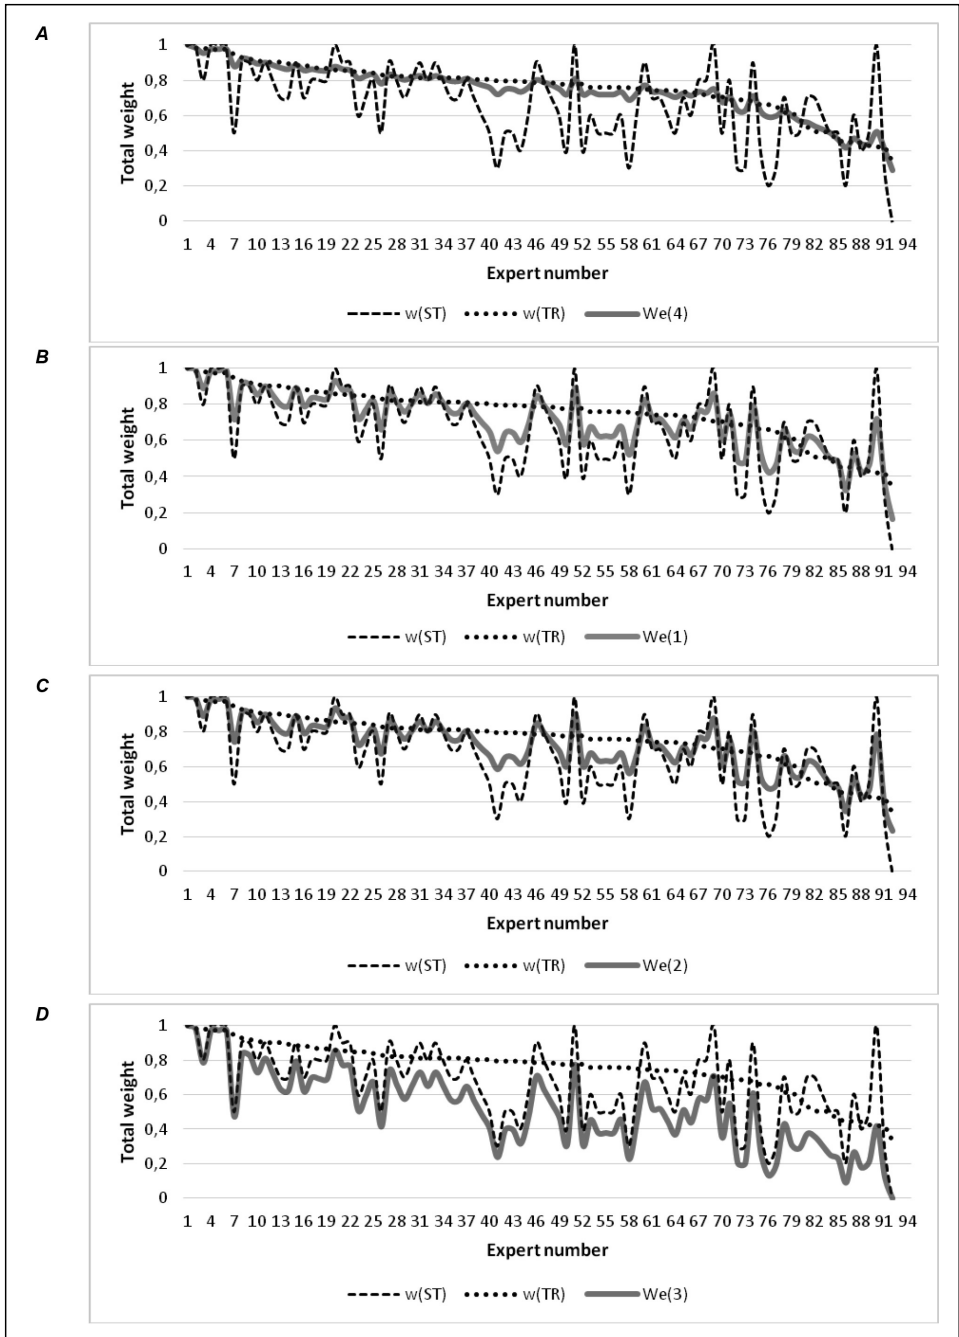 A
Total weight
1
0,8
0,6
0,4
0,2
0
1 4 7 10 13 16 19 22 25 28 31 34 37 40 43 46 49 52 55 58 61 64 67 70 73 76 79 82 85 88 91 94
Expert number
w(ST) w(TR) We(4)
B
Total weight
1
0,8
0,6
0,4
0,2
0
1 4 7 10 13 16 19 22 25 28 31 34 37 40 43 46 49 52 55 58 61 64 67 70 73 76 79 82 85 88 91 94
Expert number
w(ST) w(TR) We(1)
C
Total weight
1
0,8
0,6
0,4
0,2
0
1 4 7 10 13 16 19 22 25 28 31 34 37 40 43 46 49 52 55 58 61 64 67 70 73 76 79 82 85 88 91 94
Expert number
w(ST) w(TR) We(2)
D
Total weight
1
0,8
0,6
0,4
0,2
0
1 4 7 10 13 16 19 22 25 28 31 34 37 40 43 46 49 52 55 58 61 64 67 70 73 76 79 82 85 88 91 94
Expert number
w(ST) w(TR) We(3)